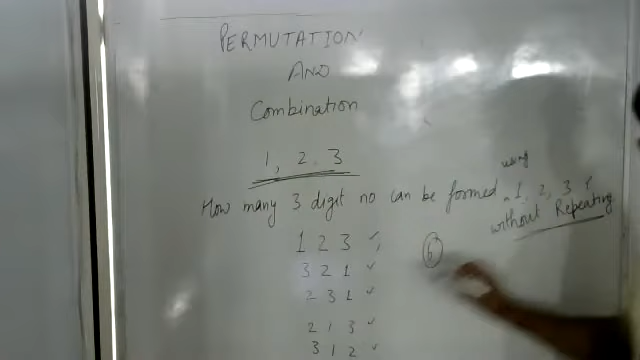 PERMUTATION
AND
Combination
1, 2, 3
How many 3 digit no can be formed using 1, 2, 3 ?
without Repeating
1 2 3 ✓
6
3 2 1 ✓
2 3 1 ✓
2 1 3 ✓
3 1 2 ✓